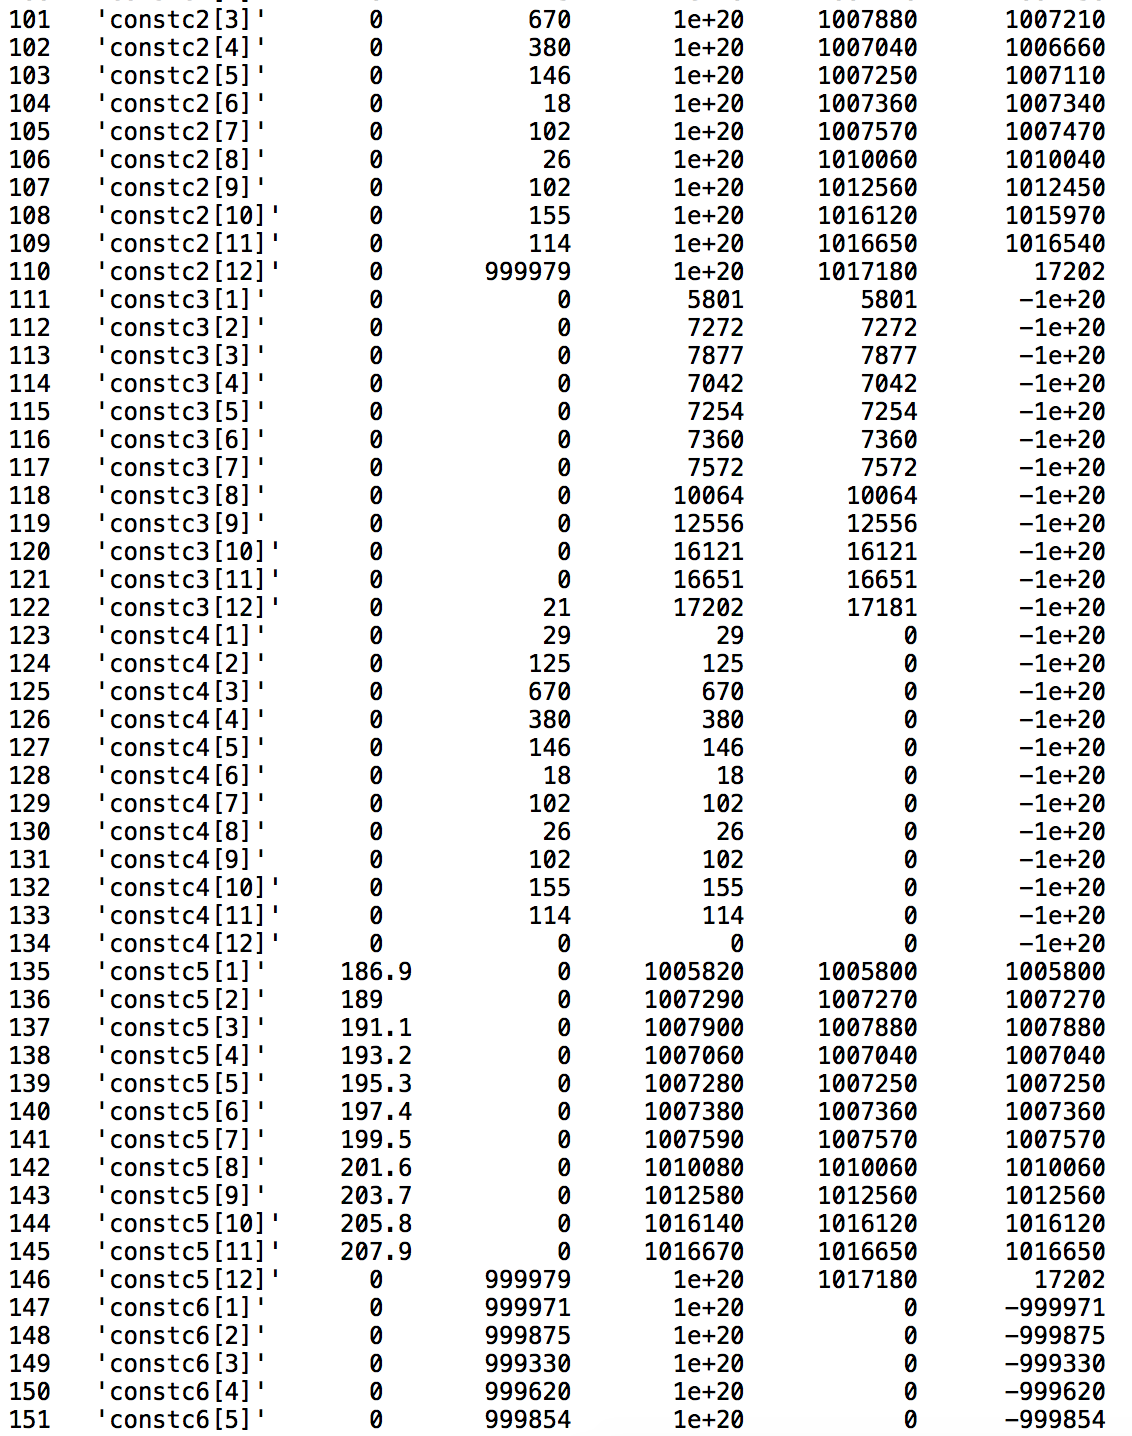 101 'constc2[3]' 0 670 1e+20 1007880 1007210
102 'constc2[4]' 0 380 1e+20 1007040 1006660
103 'constc2[5]' 0 146 1e+20 1007250 1007110
104 'constc2[6]' 0 18 1e+20 1007360 1007340
105 'constc2[7]' 0 102 1e+20 1007570 1007470
106 'constc2[8]' 0 26 1e+20 1010060 1010040
107 'constc2[9]' 0 102 1e+20 1012560 1012450
108 'constc2[10]' 0 155 1e+20 1016120 1015970
109 'constc2[11]' 0 114 1e+20 1016650 1016540
110 'constc2[12]' 0 999979 1e+20 1017180 17202
111 'constc3[1]' 0 0 5801 5801 -1e+20
112 'constc3[2]' 0 0 7272 7272 -1e+20
113 'constc3[3]' 0 0 7877 7877 -1e+20
114 'constc3[4]' 0 0 7042 7042 -1e+20
115 'constc3[5]' 0 0 7254 7254 -1e+20
116 'constc3[6]' 0 0 7360 7360 -1e+20
117 'constc3[7]' 0 0 7572 7572 -1e+20
118 'constc3[8]' 0 0 10064 10064 -1e+20
119 'constc3[9]' 0 0 12556 12556 -1e+20
120 'constc3[10]' 0 0 16121 16121 -1e+20
121 'constc3[11]' 0 0 16651 16651 -1e+20
122 'constc3[12]' 0 21 17202 17181 -1e+20
123 'constc4[1]' 0 29 29 0 -1e+20
124 'constc4[2]' 0 125 125 0 -1e+20
125 'constc4[3]' 0 670 670 0 -1e+20
126 'constc4[4]' 0 380 380 0 -1e+20
127 'constc4[5]' 0 146 146 0 -1e+20
128 'constc4[6]' 0 18 18 0 -1e+20
129 'constc4[7]' 0 102 102 0 -1e+20
130 'constc4[8]' 0 26 26 0 -1e+20
131 'constc4[9]' 0 102 102 0 -1e+20
132 'constc4[10]' 0 155 155 0 -1e+20
133 'constc4[11]' 0 114 114 0 -1e+20
134 'constc4[12]' 0 0 0 0 -1e+20
135 'constc5[1]' 186.9 0 1005820 1005800 1005800
136 'constc5[2]' 189 0 1007290 1007270 1007270
137 'constc5[3]' 191.1 0 1007900 1007880 1007880
138 'constc5[4]' 193.2 0 1007060 1007040 1007040
139 'constc5[5]' 195.3 0 1007280 1007250 1007250
140 'constc5[6]' 197.4 0 1007380 1007360 1007360
141 'constc5[7]' 199.5 0 1007590 1007570 1007570
142 'constc5[8]' 201.6 0 1010080 1010060 1010060
143 'constc5[9]' 203.7 0 1012580 1012560 1012560
144 'constc5[10]' 205.8 0 1016140 1016120 1016120
145 'constc5[11]' 207.9 0 1016670 1016650 1016650
146 'constc5[12]' 0 999979 1e+20 1017180 17202
147 'constc6[1]' 0 999971 1e+20 0 -999971
148 'constc6[2]' 0 999875 1e+20 0 -999875
149 'constc6[3]' 0 999330 1e+20 0 -999330
150 'constc6[4]' 0 999620 1e+20 0 -999620
151 'constc6[5]' 0 999854 1e+20 0 -999854